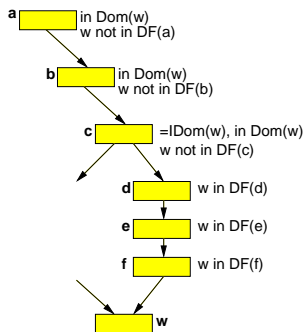 a
in Dom(w)
w not in DF(a)
b
in Dom(w)
w not in DF(b)
c
=IDom(w), in Dom(w)
w not in DF(c)
d
w in DF(d)
e
w in DF(e)
f
w in DF(f)
w